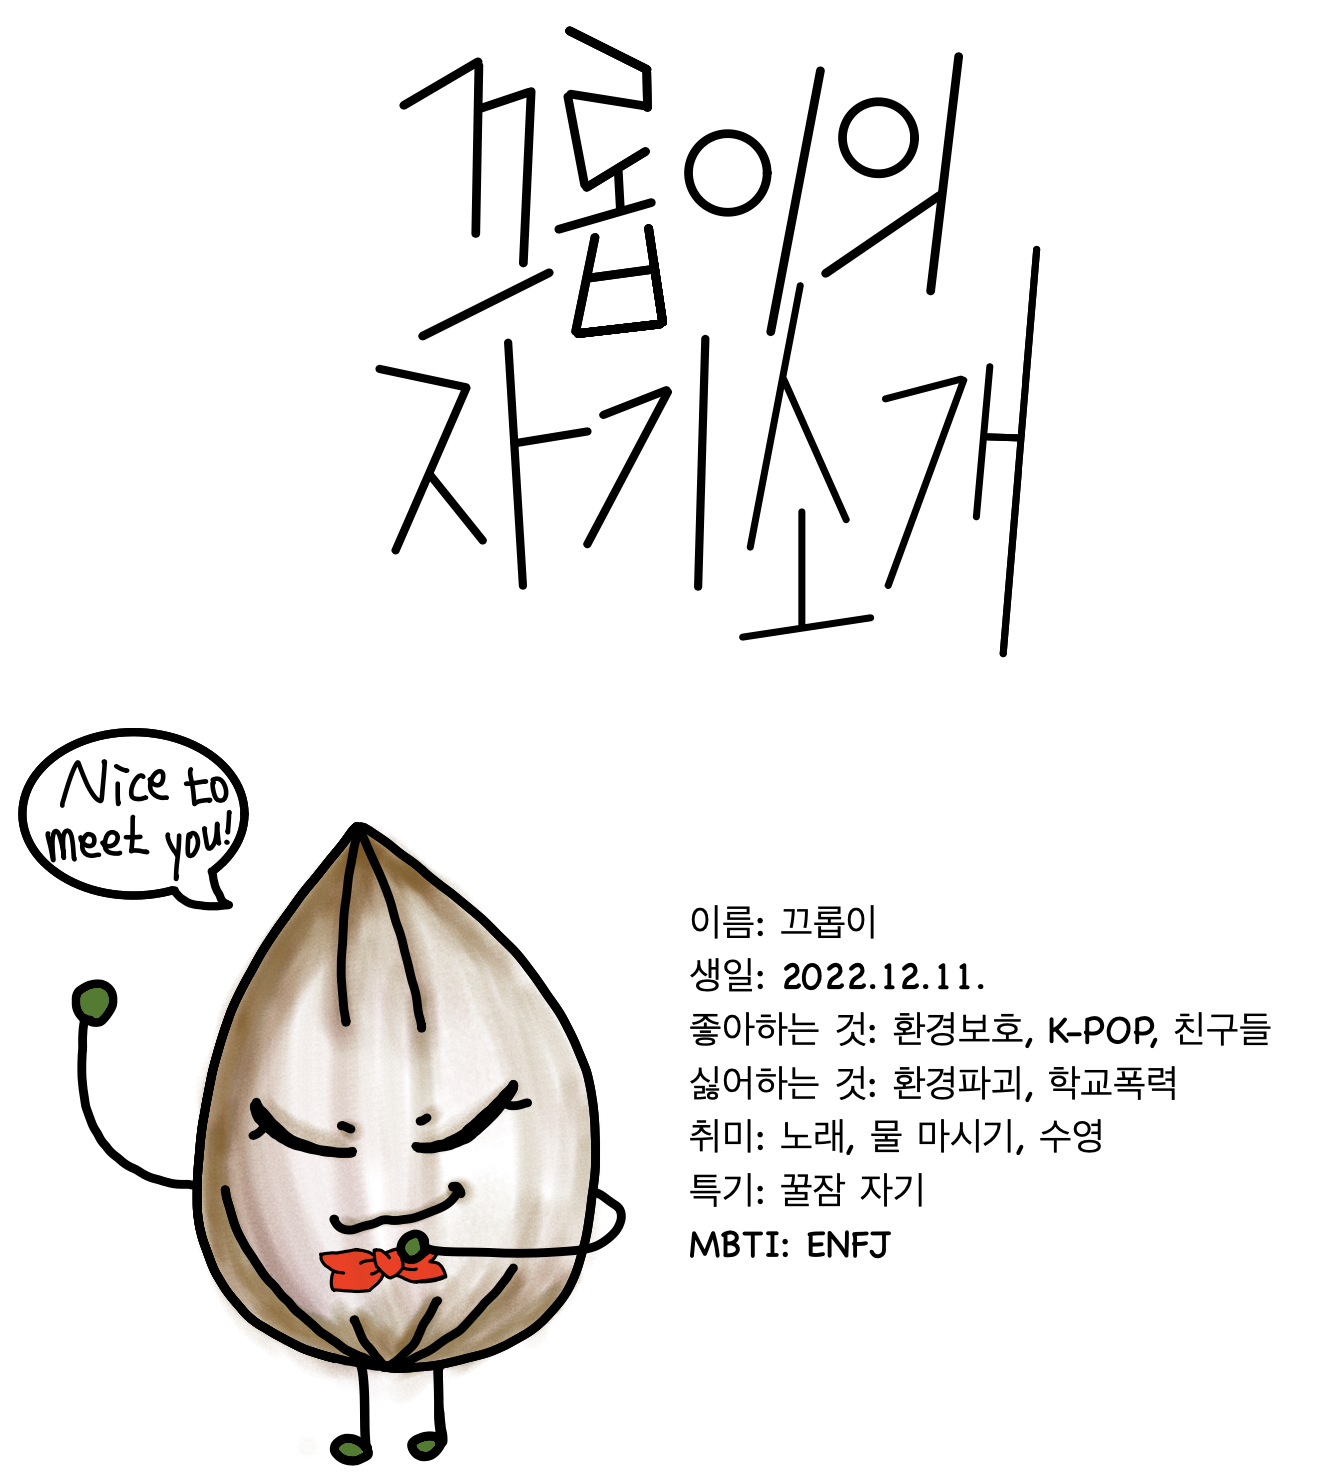 끄롭이의
자기소개
Nice to
meet you!
이름: 끄롭이
생일: 2022.12.11.
좋아하는 것: 환경보호, K-POP, 친구들
싫어하는 것: 환경파괴, 학교폭력
취미: 노래, 물 마시기, 수영
특기: 꿀잠 자기
MBTI: ENFJ